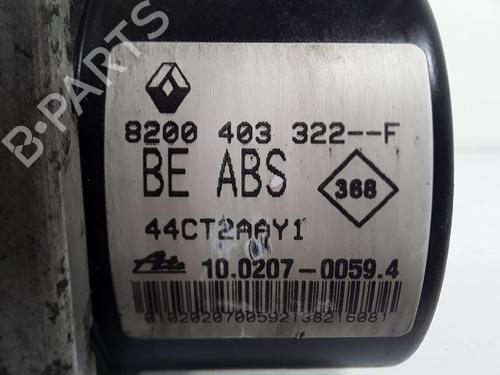 B-PARTS
8200 403 322--F
BE ABS
368
44CT2AAY1
Ate
10.0207-0059.4
0102020700592138216081